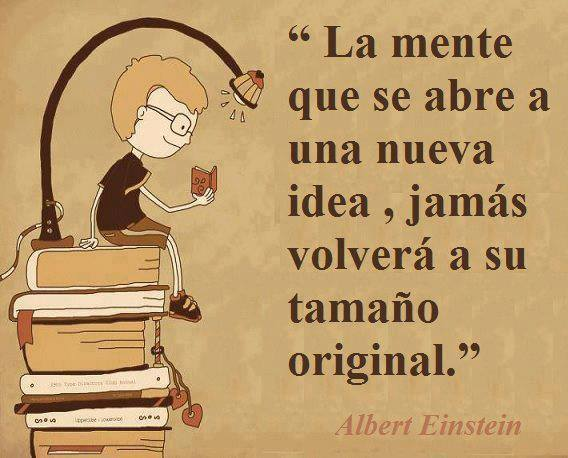 “ La mente
que se abre a
una nueva
idea , jamás
volverá a su
tamaño
original.”
Albert Einstein